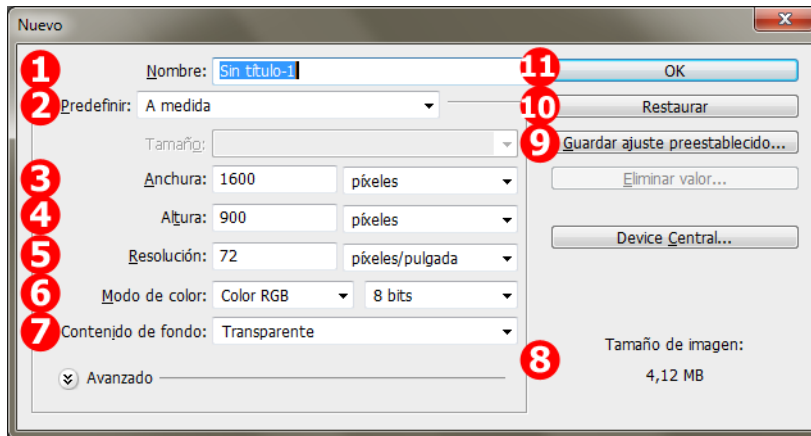 Nuevo
1 Nombre: Sin título-1
2 Predefinir: A medida
Tamaño:
3 Anchura: 1600 píxeles
4 Altura: 900 píxeles
5 Resolución: 72 píxeles/pulgada
6 Modo de color: Color RGB 8 bits
7 Contenido de fondo: Transparente
Avanzado
11 OK
10 Restaurar
9 Guardar ajuste preestablecido...
Eliminar valor...
Device Central...
8 Tamaño de imagen:
4,12 MB